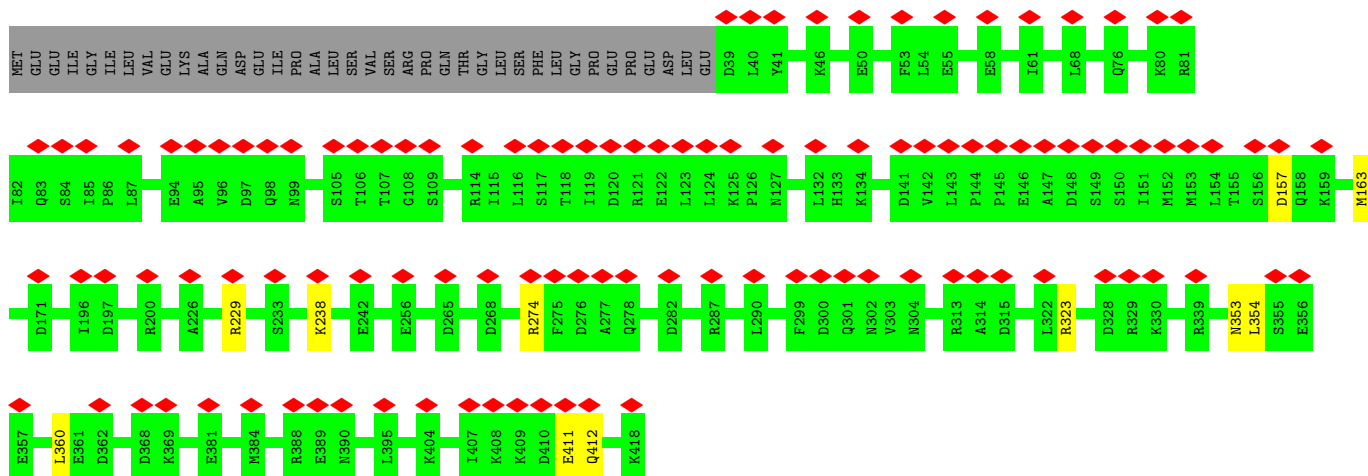 MET GLU GLU ILE GLY ILE LEU VAL GLU LYS ALA GLN ASP GLU ILE PRO ALA LEU SER VAL SER ARG PRO GLN THR GLY LEU SER PHE LEU GLY PRO GLU PRO GLU ASP LEU GLU D39 L40 Y41 K46 E50 F53 L54 E55 E58 I61 L68 Q76 K80 R81
I82 Q83 S84 I85 P86 L87 E94 A95 V96 D97 Q98 N99 S105 T106 T107 G108 S109 R114 I115 L116 S117 T118 I119 D120 R121 E122 L123 L124 K125 P126 N127 L132 H133 K134 D141 V142 L143 P144 P145 E146 A147 D148 S149 S150 I151 M152 M153 L154 T155 S156 D157 Q158 K159 M163
D171 I196 D197 R200 A226 R229 S233 K238 E242 E256 D265 D268 R274 F275 D276 A277 Q278 D282 R287 L290 F299 D300 Q301 N302 V303 N304 R313 A314 D315 L322 R323 D328 R329 K330 R339 N353 L354 S355 E356
E357 L360 E361 D362 D368 K369 E381 M384 R388 E389 N390 L395 K404 I407 K408 K409 D410 E411 Q412 K418